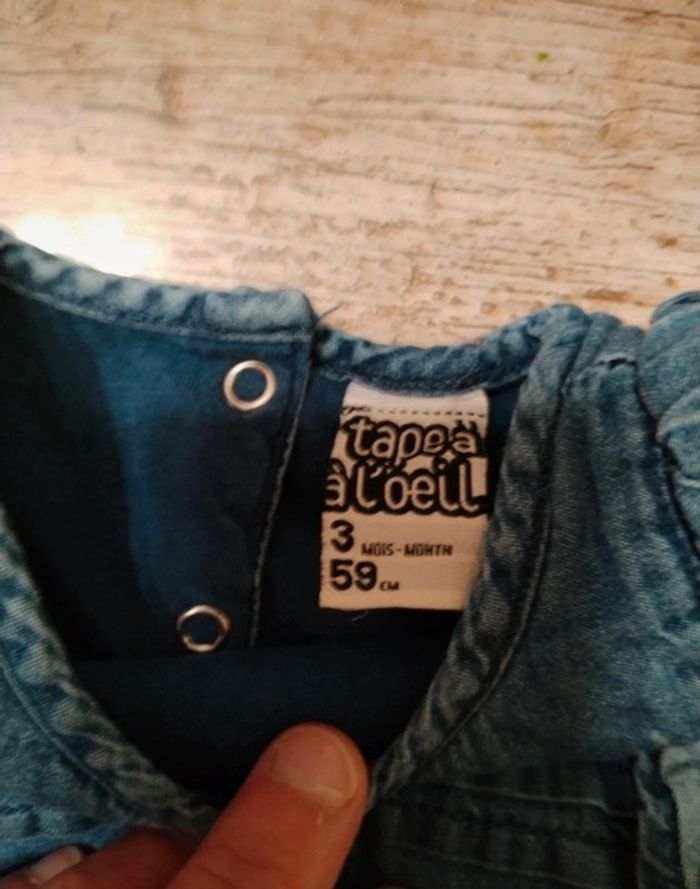 tape à
à l'oeil
3 MOIS - MONTH
59 CM